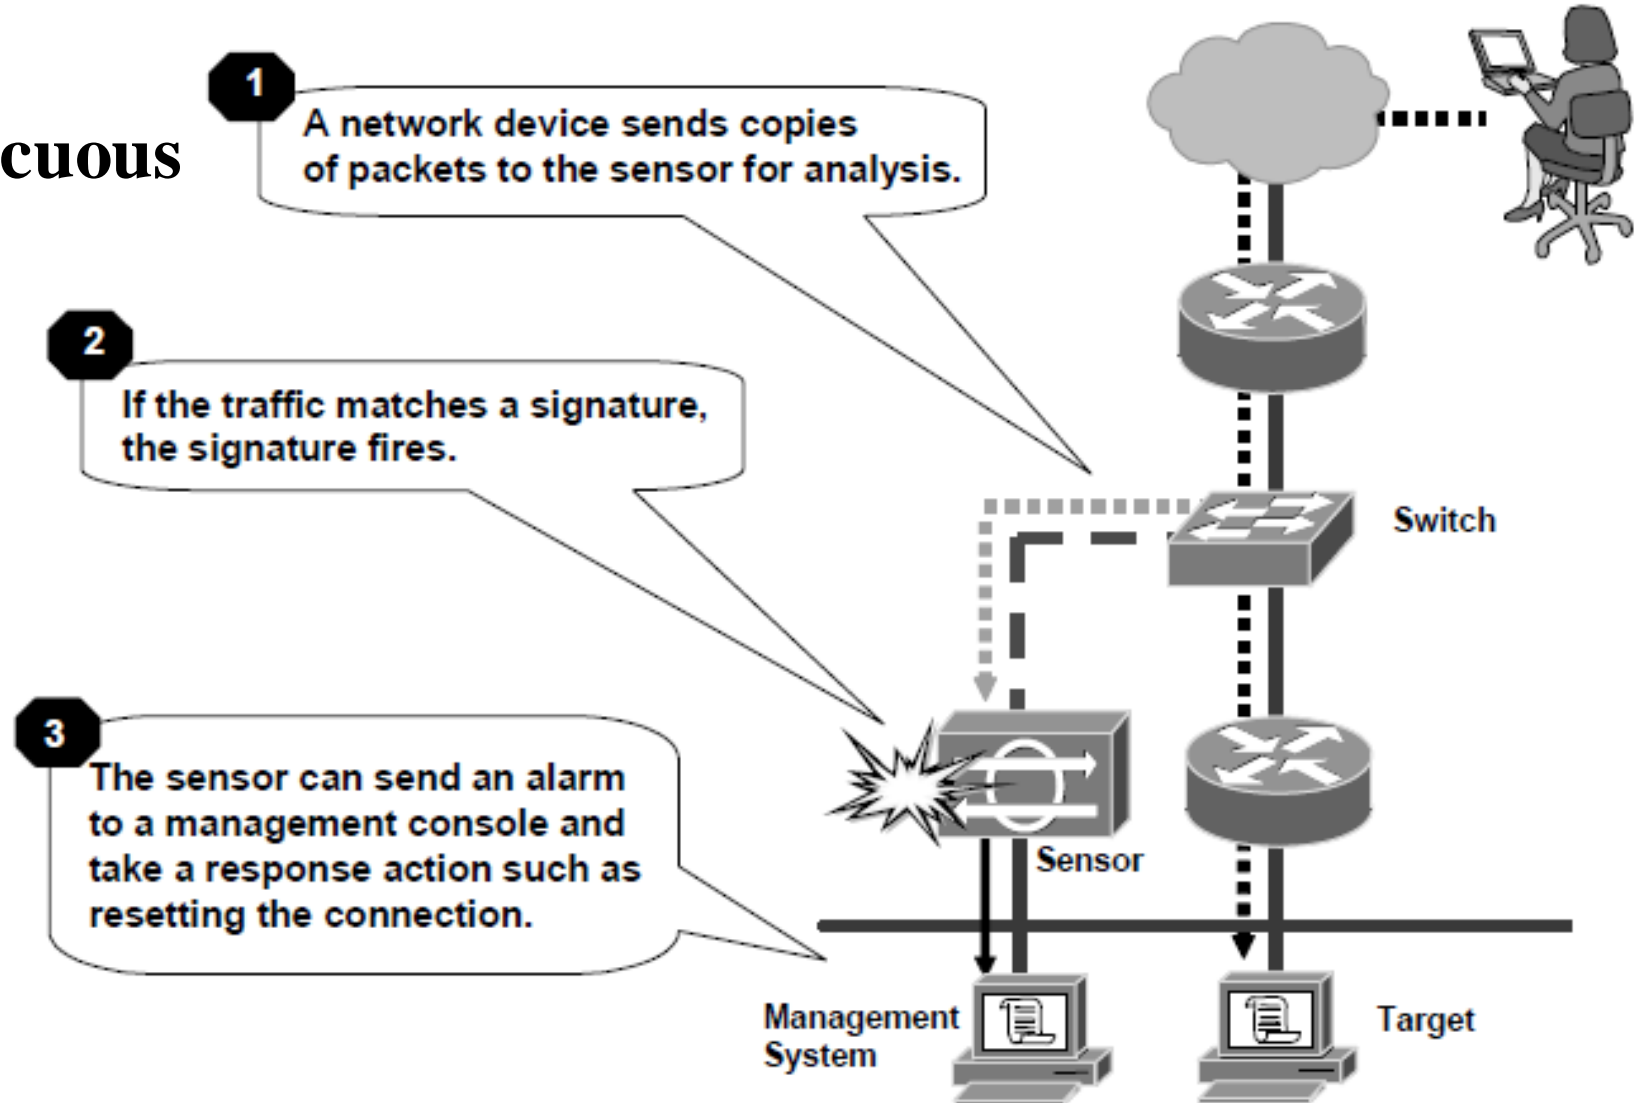 cuous
1
A network device sends copies
of packets to the sensor for analysis.
2
If the traffic matches a signature,
the signature fires.
Switch
3
The sensor can send an alarm
to a management console and
take a response action such as
resetting the connection.
Sensor
Management
System
Target